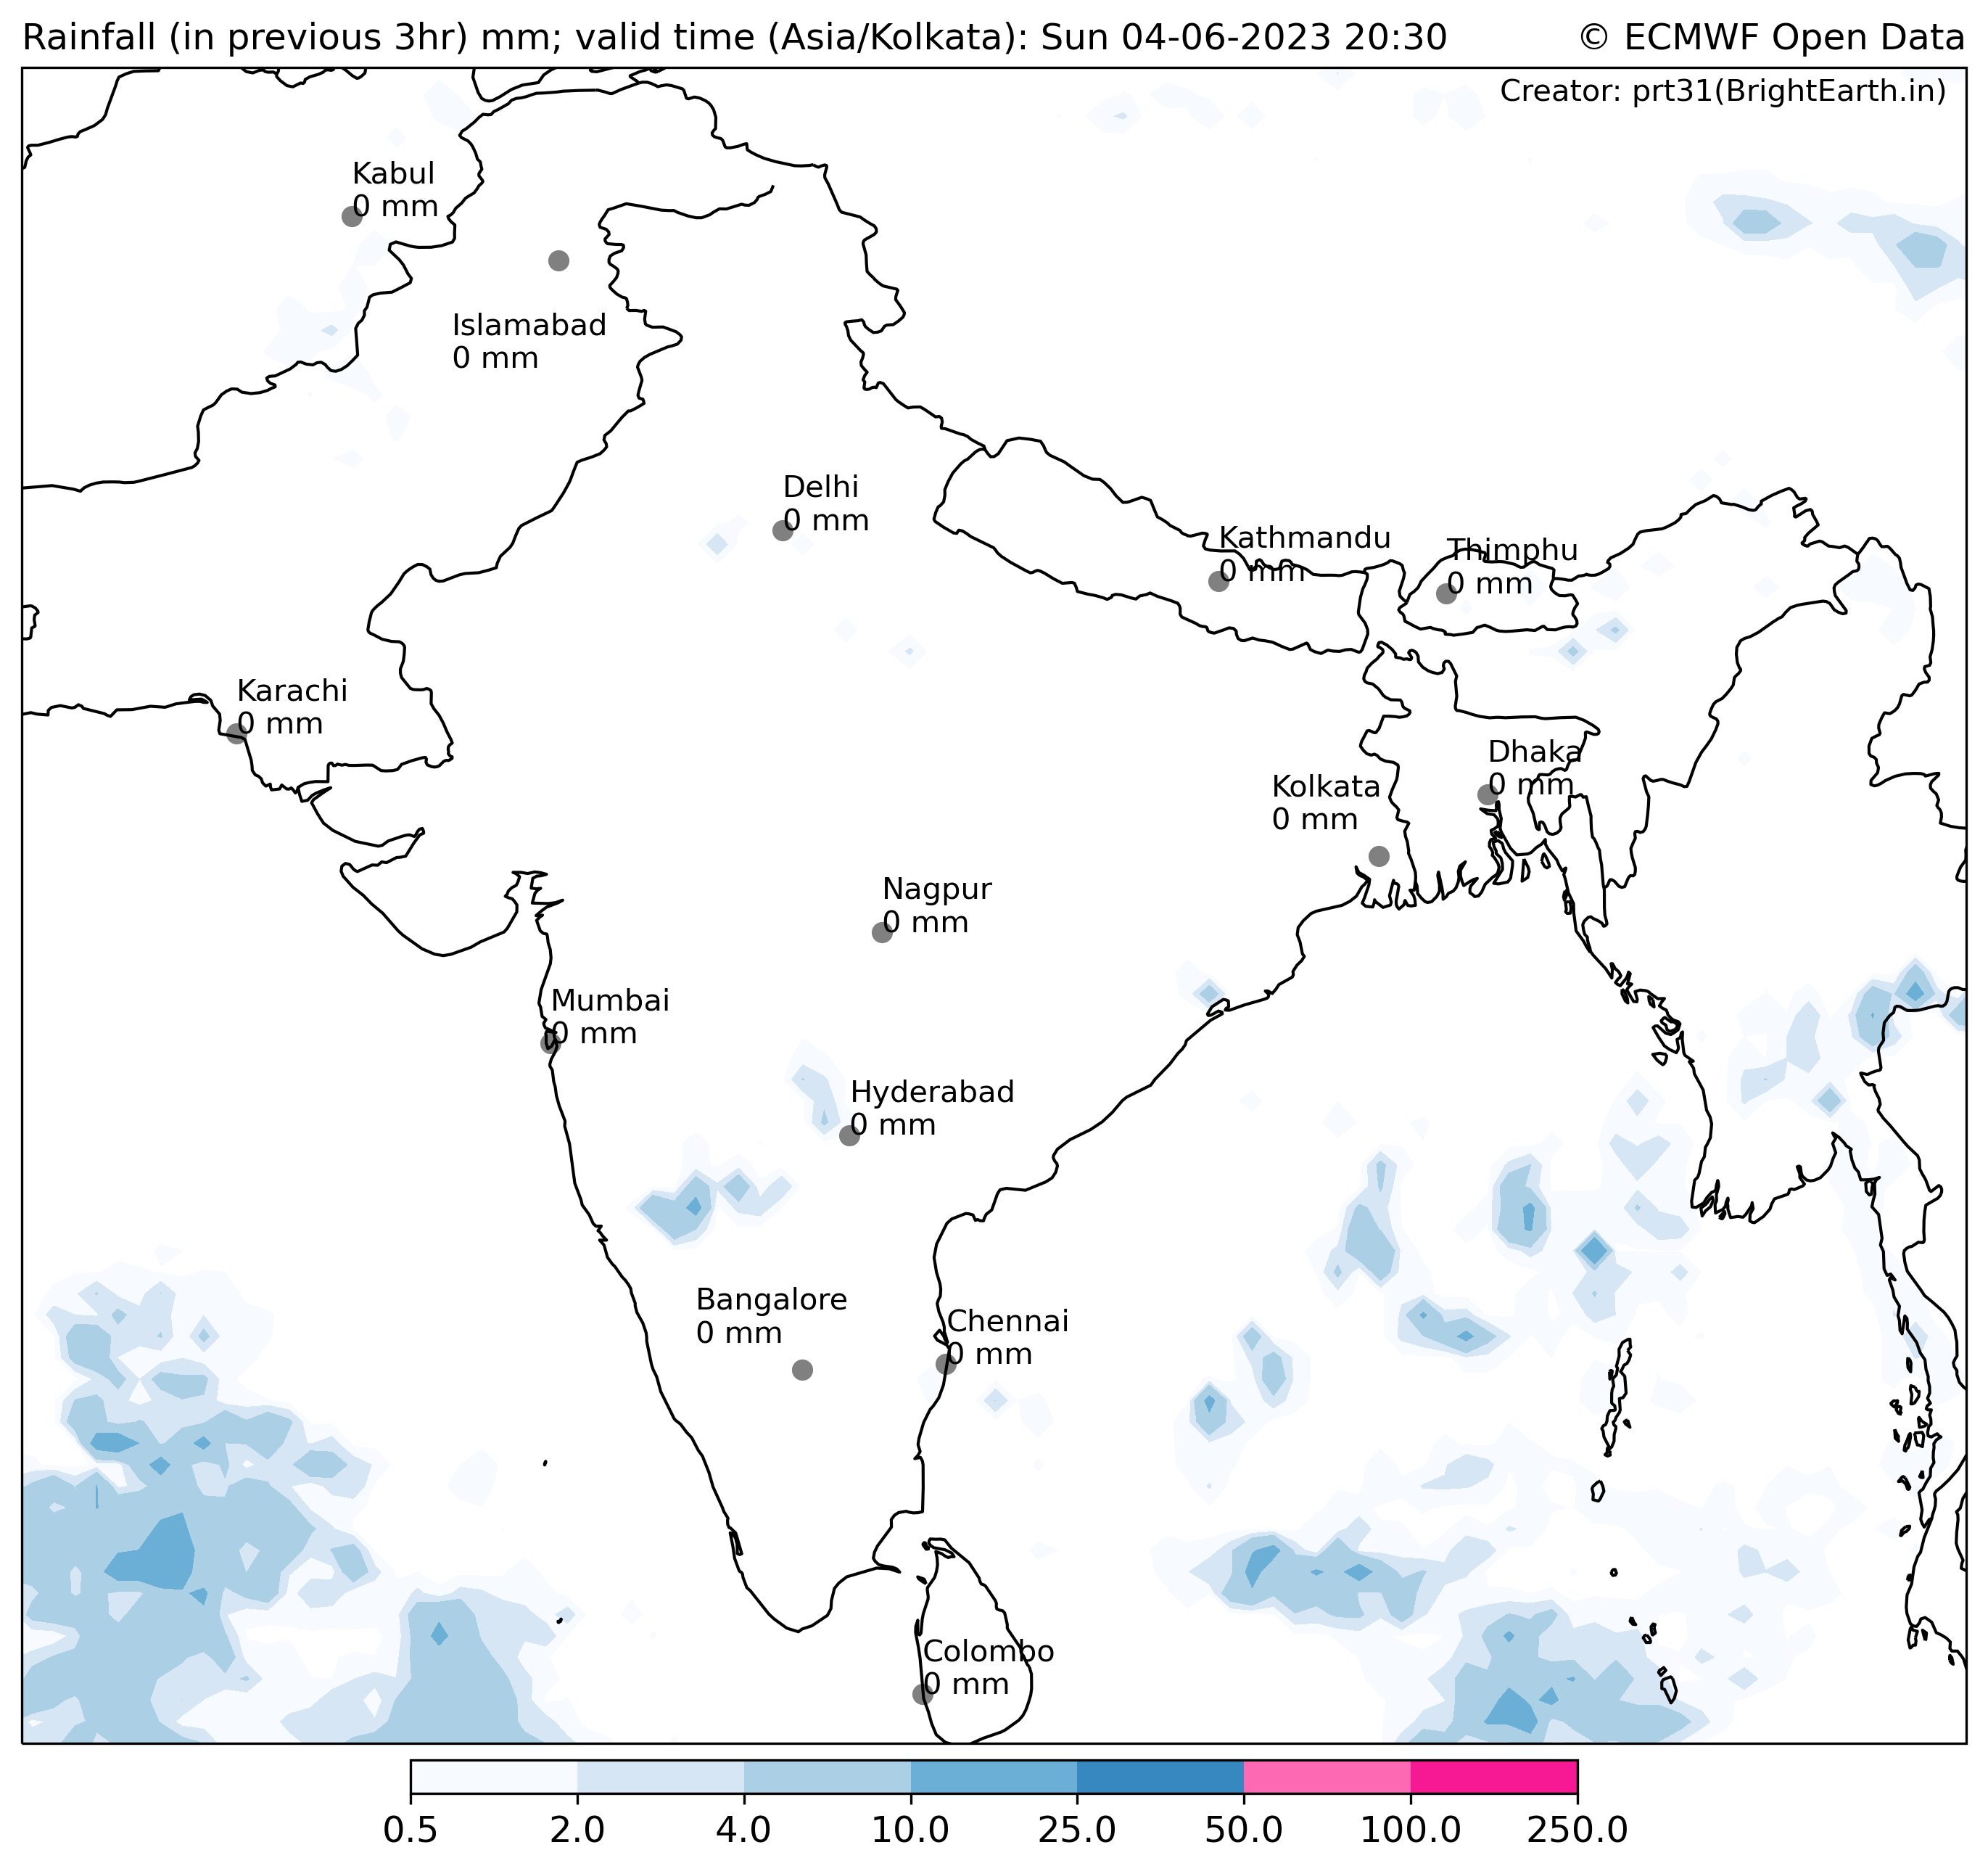 Rainfall (in previous 3hr) mm; valid time (Asia/Kolkata): Sun 04-06-2023 20:30
© ECMWF Open Data
Creator: prt31(BrightEarth.in)
Kabul
0 mm
Islamabad
0 mm
Delhi
0 mm
Kathmandu
0 mm
Thimphu
0 mm
Karachi
0 mm
Dhaka
0 mm
Kolkata
0 mm
Nagpur
0 mm
Mumbai
0 mm
Hyderabad
0 mm
Bangalore
0 mm
Chennai
0 mm
Colombo
0 mm
0.5 2.0 4.0 10.0 25.0 50.0 100.0 250.0